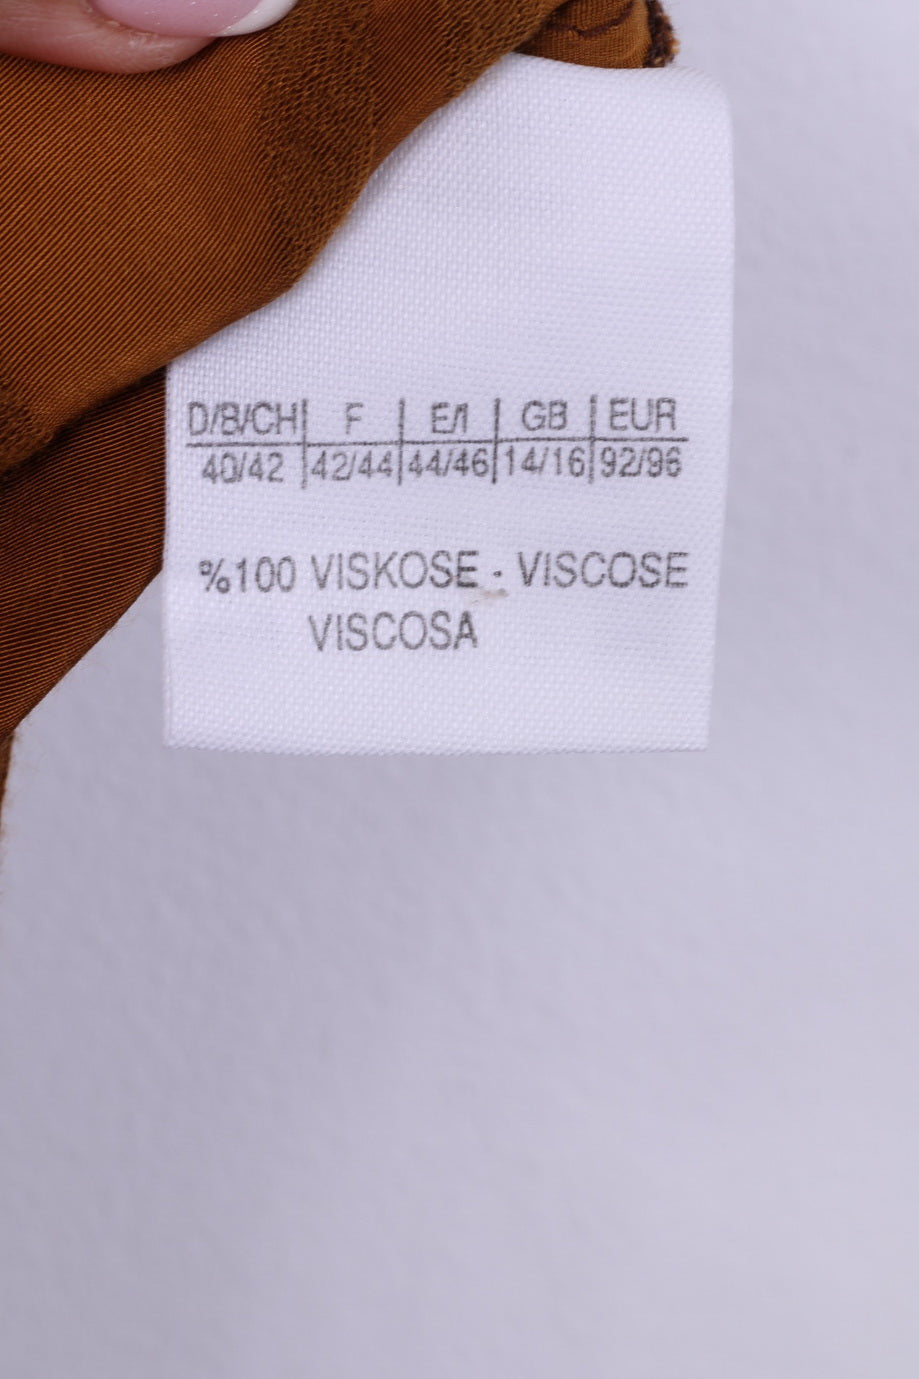 D/B/CH| F | E/I | GB | EUR
40/42 |42/44|44/46|14/16|92/96
%100 VISKOSE - VISCOSE
VISCOSA